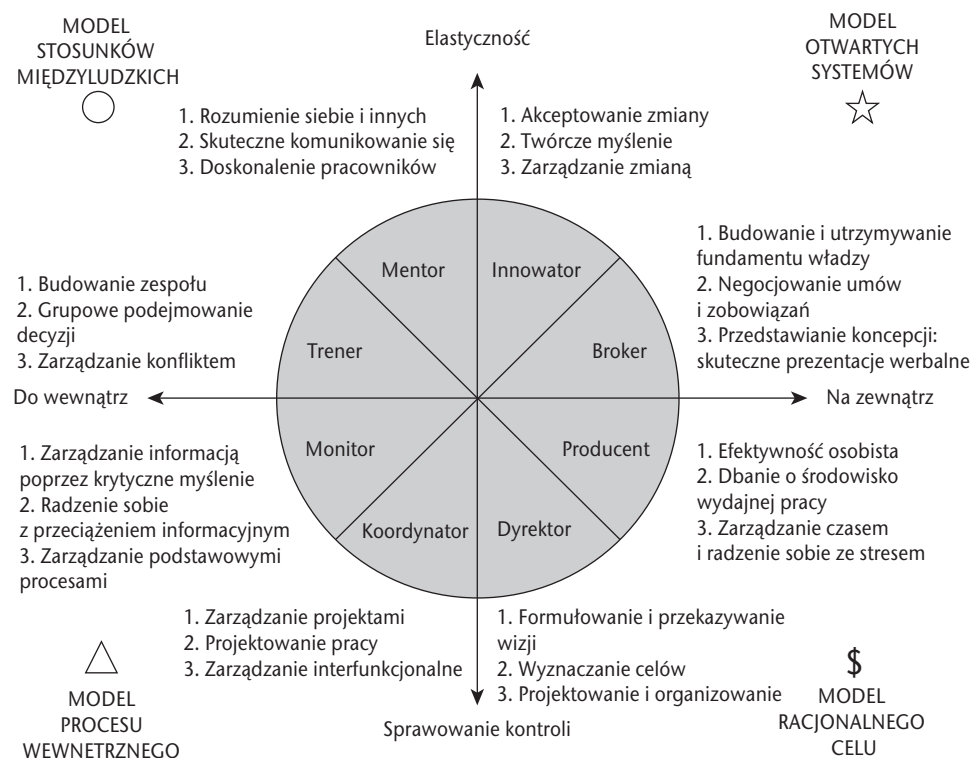 MODEL
STOSUNKÓW
MIĘDZYLUDZKICH
Elastyczność
MODEL
OTWARTYCH
SYSTEMÓW
1. Rozumienie siebie i innych
2. Skuteczne komunikowanie się
3. Doskonalenie pracowników
1. Akceptowanie zmiany
2. Twórcze myślenie
3. Zarządzanie zmianą
1. Budowanie zespołu
2. Grupowe podejmowanie
decyzji
3. Zarządzanie konfliktem
Mentor
Innowator
Trener
Broker
1. Budowanie i utrzymywanie
fundamentu władzy
2. Negocjowanie umów
i zobowiązań
3. Przedstawianie koncepcji:
skuteczne prezentacje werbalne
Do wewnątrz
Na zewnątrz
1. Zarządzanie informacją
poprzez krytyczne myślenie
2. Radzenie sobie
z przeciążeniem informacyjnym
3. Zarządzanie podstawowymi
procesami
Monitor
Producent
Koordynator
Dyrektor
1. Efektywność osobista
2. Dbanie o środowisko
wydajnej pracy
3. Zarządzanie czasem
i radzenie sobie ze stresem
1. Zarządzanie projektami
2. Projektowanie pracy
3. Zarządzanie interfunkcjonalne
1. Formułowanie i przekazywanie
wizji
2. Wyznaczanie celów
3. Projektowanie i organizowanie
MODEL
PROCESU
WEWNETRZNEGO
Sprawowanie kontroli
$
MODEL
RACJONALNEGO
CELU